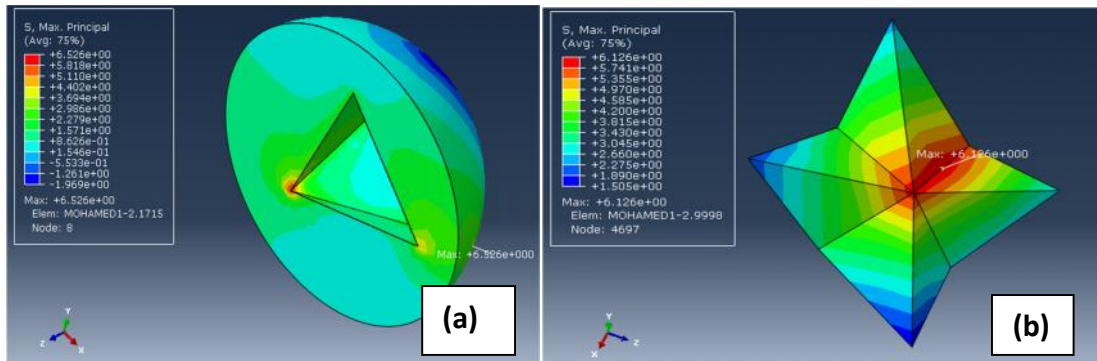 S, Max. Principal
(Avg: 75%)
+6.526e+00
+5.818e+00
+5.110e+00
+4.402e+00
+3.694e+00
+2.986e+00
+2.279e+00
+1.571e+00
+8.626e-01
+1.546e-01
-5.533e-01
-1.261e+00
-1.969e+00
Max: +6.526e+00
Elem: MOHAMED1-2.1715
Node: 8
Max: +6.526e+000
Y
Z
X
(a)
S, Max. Principal
(Avg: 75%)
+6.126e+00
+5.741e+00
+5.355e+00
+4.970e+00
+4.585e+00
+4.200e+00
+3.815e+00
+3.430e+00
+3.045e+00
+2.660e+00
+2.275e+00
+1.890e+00
+1.505e+00
Max: +6.126e+00
Elem: MOHAMED1-2.9998
Node: 4697
Max: +6.126e+000
Y
Z
X
(b)